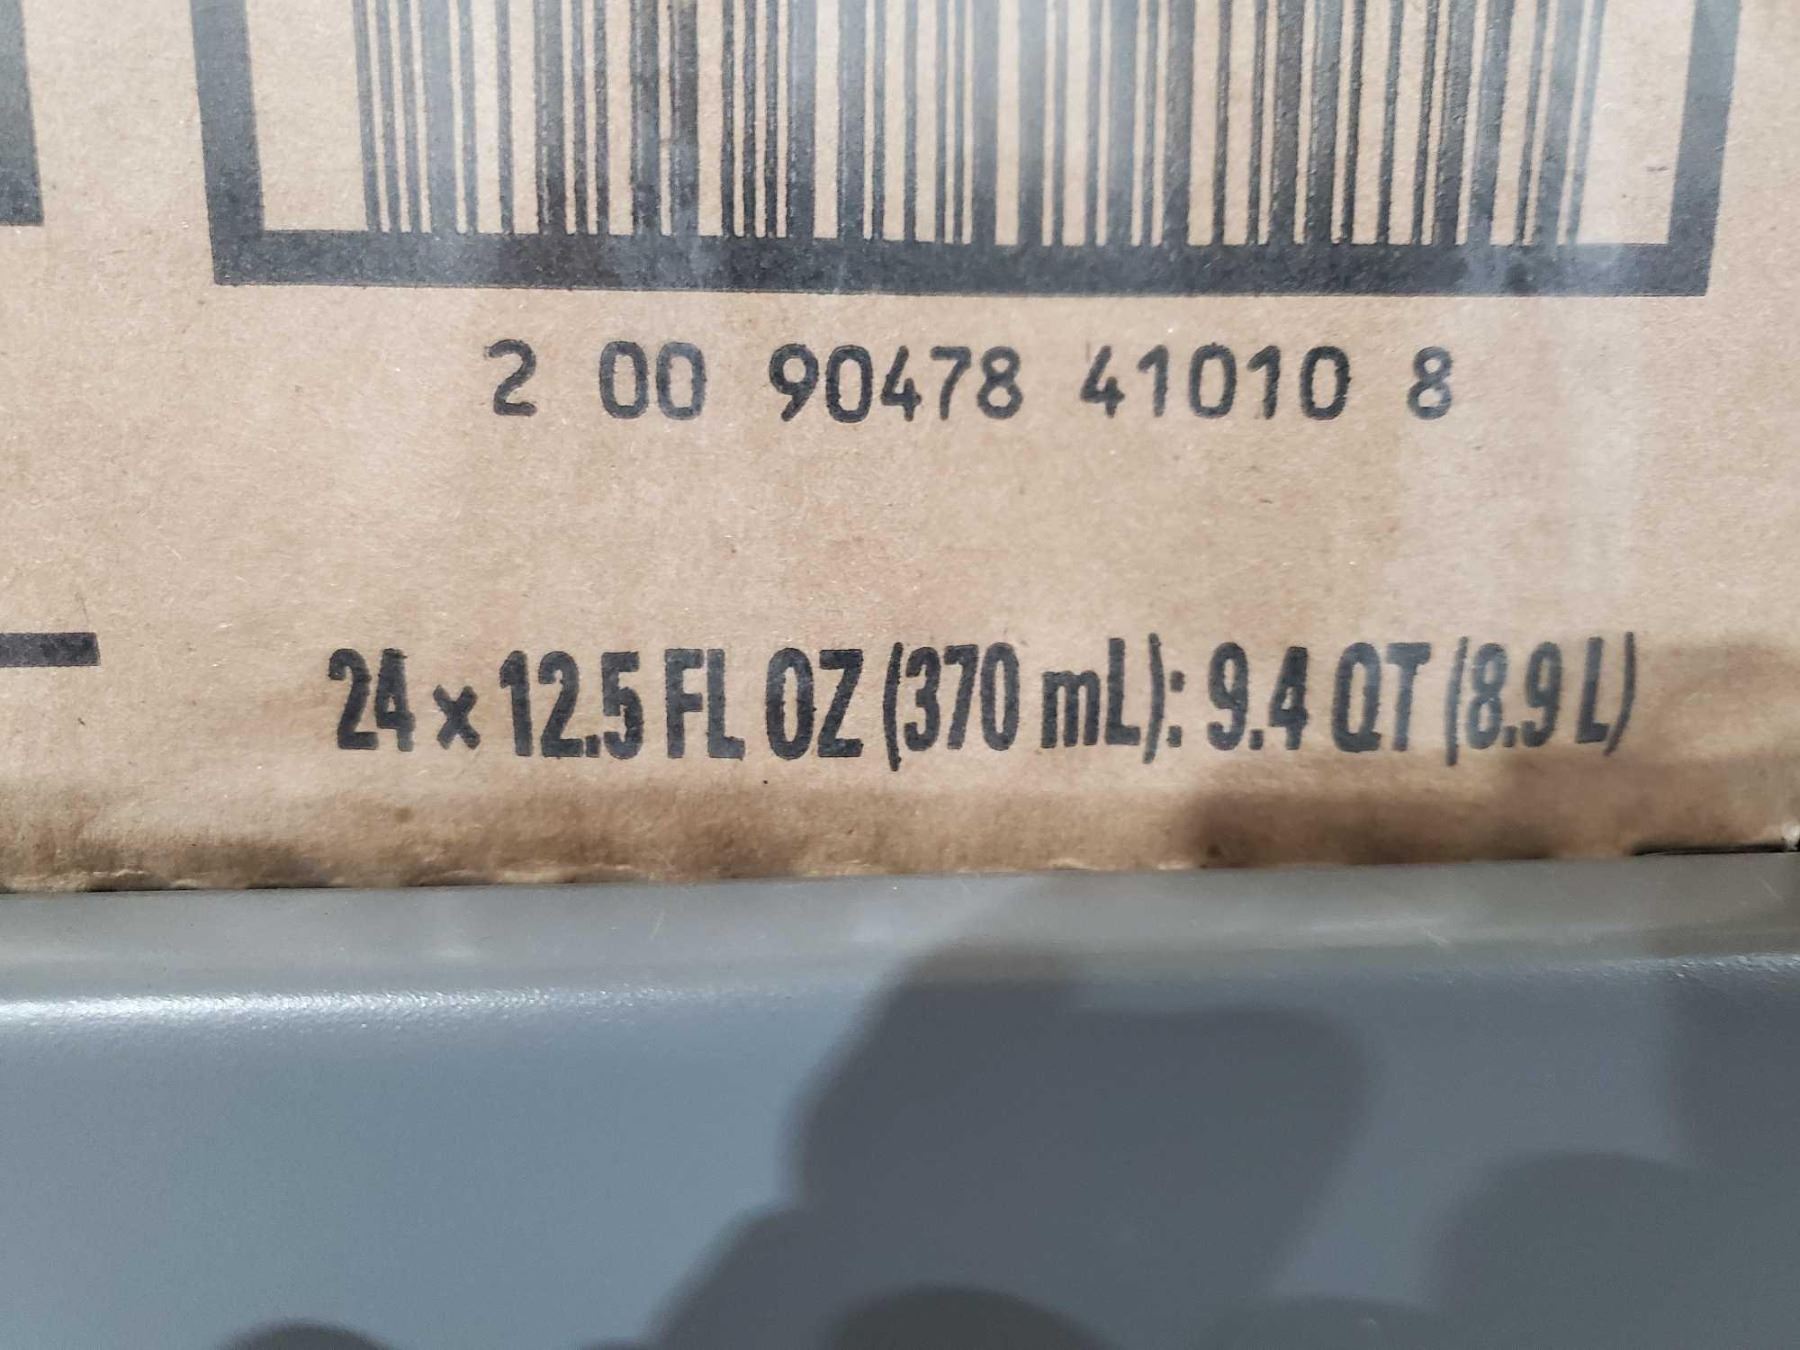 2 00 90478 41010 8
24 x 12.5 FL OZ (370 mL): 9.4 QT (8.9 L)